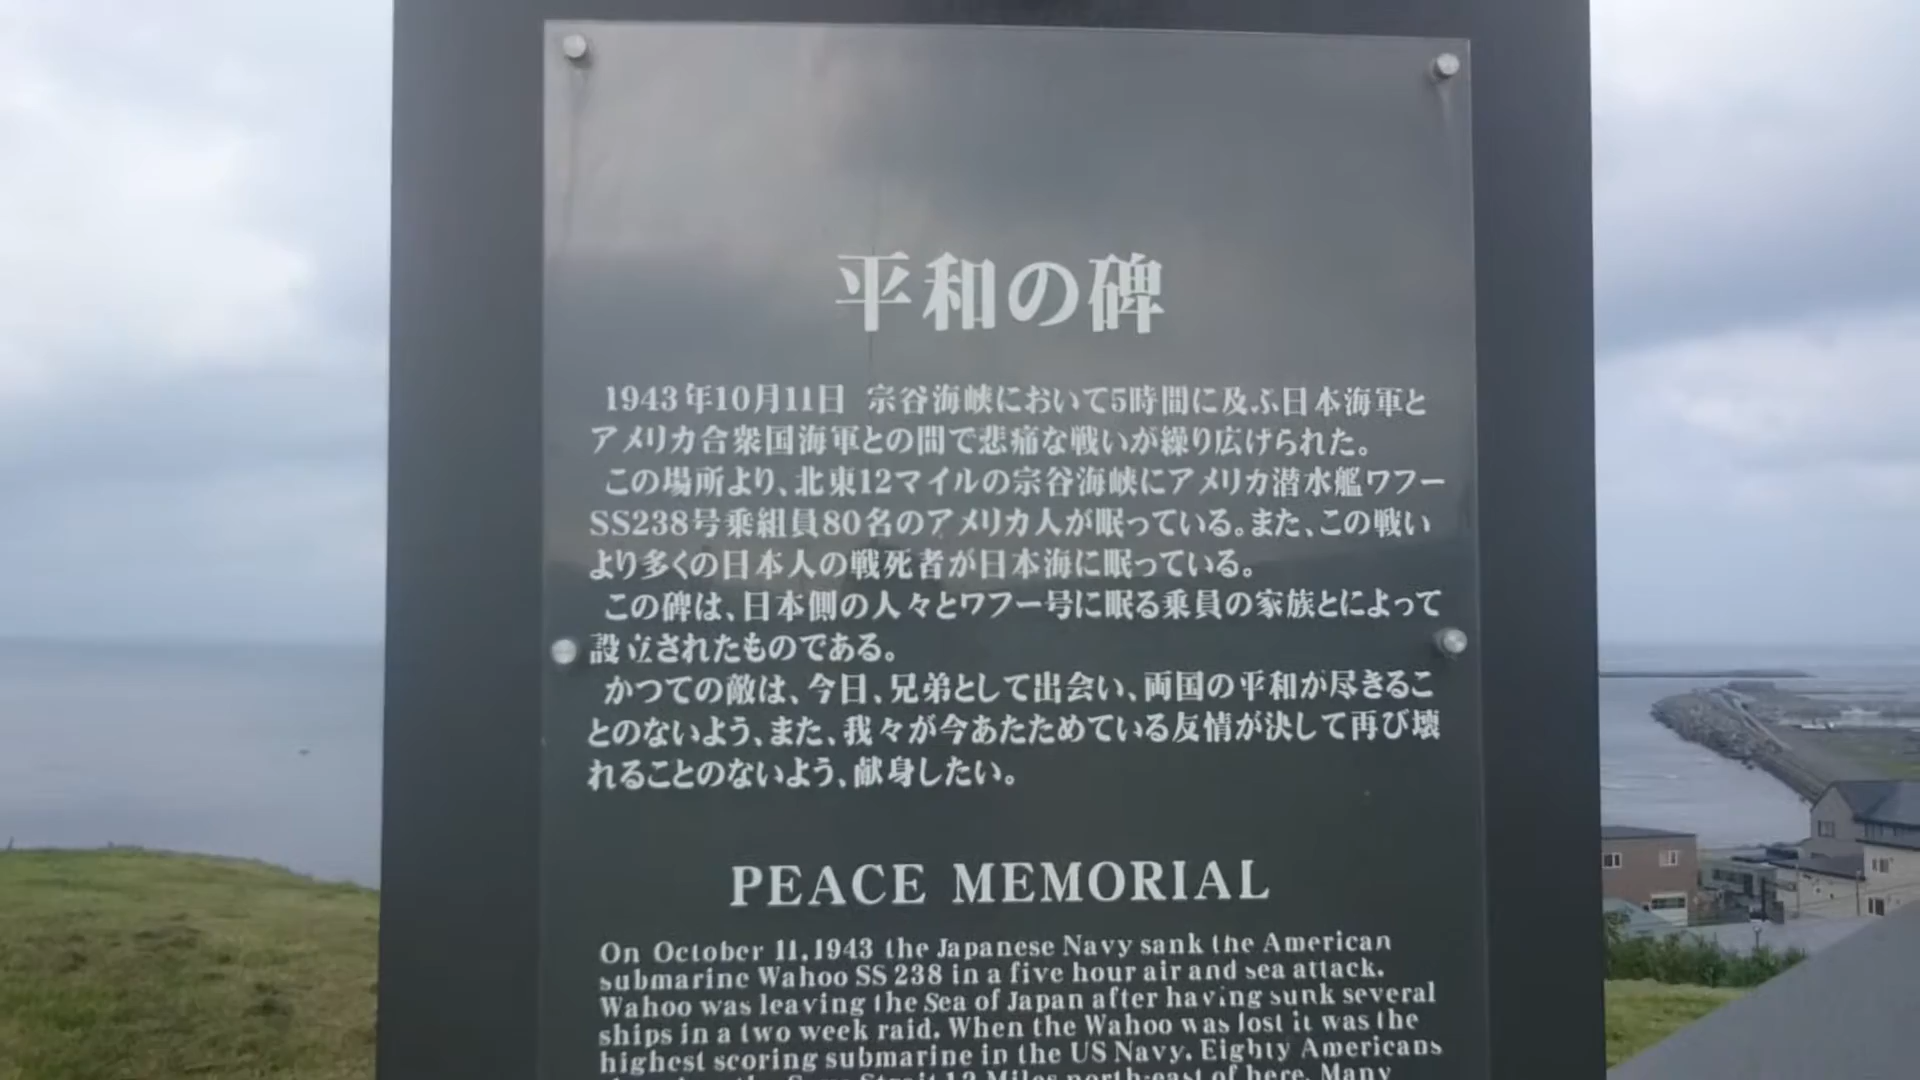 平和の碑
1943年10月11日 宗谷海峡において5時間に及ぶ日本海軍と
アメリカ合衆国海軍との間で悲痛な戦いが繰り広げられた。
この場所より、北東12マイルの宗谷海峡にアメリカ潜水艦ワフー
SS238号乗組員80名のアメリカ人が眠っている。また、この戦い
より多くの日本人の戦死者が日本海に眠っている。
この碑は、日本側の人々とワフー号に眠る乗員の家族とによって
設立されたものである。
かつての敵は、今日、兄弟として出会い、両国の平和が尽きるこ
とのないよう、また、我々が今あたためている友情が決して再び壊
れることのないよう、献身したい。
PEACE MEMORIAL
On October 11,1943 the Japanese Navy sank the American
submarine Wahoo SS 238 in a five hour air and sea attack.
Wahoo was leaving the Sea of Japan after having sunk several
ships in a two week raid. When the Wahoo was lost it was the
highest scoring submarine in the US Navy. Eighty Americans
Strait 12 Miles north-east of here. Many